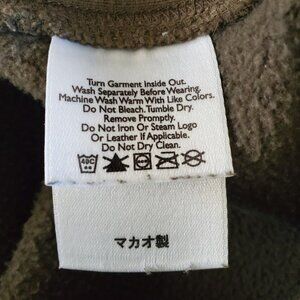 Turn Garment Inside Out.
Wash Separately Before Wearing.
Machine Wash Warm With Like Colors.
Do Not Bleach. Tumble Dry.
Remove Promptly.
Do Not Iron Or Steam Logo
Or Leather If Applicable.
Do Not Dry Clean.
40C
マカオ製